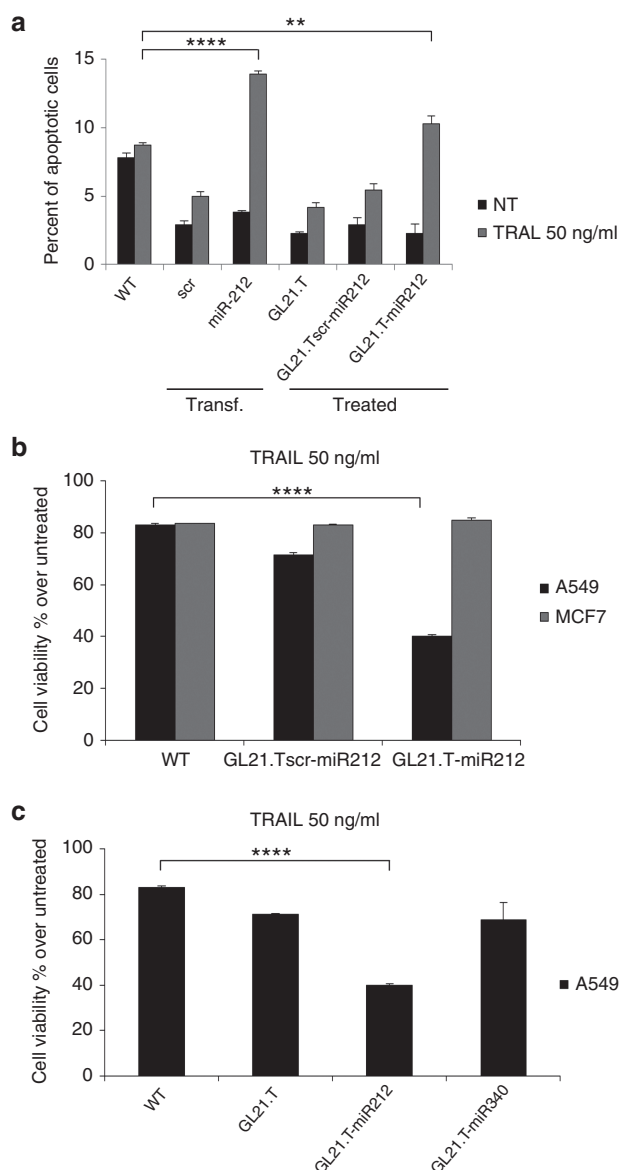 a
**
****
15
10
5
0
Percent of apoptotic cells
NT
TRAL 50 ng/ml
WT
scr
miR-212
GL21.T
GL21.Tscr-miR212
GL21.T-miR212
Transf.
Treated
b
TRAIL 50 ng/ml
****
100
80
60
40
20
0
Cell viability % over untreated
A549
MCF7
WT
GL21.Tscr-miR212
GL21.T-miR212
c
TRAIL 50 ng/ml
****
100
80
60
40
20
0
Cell viability % over untreated
A549
WT
GL21.T
GL21.T-miR212
GL21.T-miR340